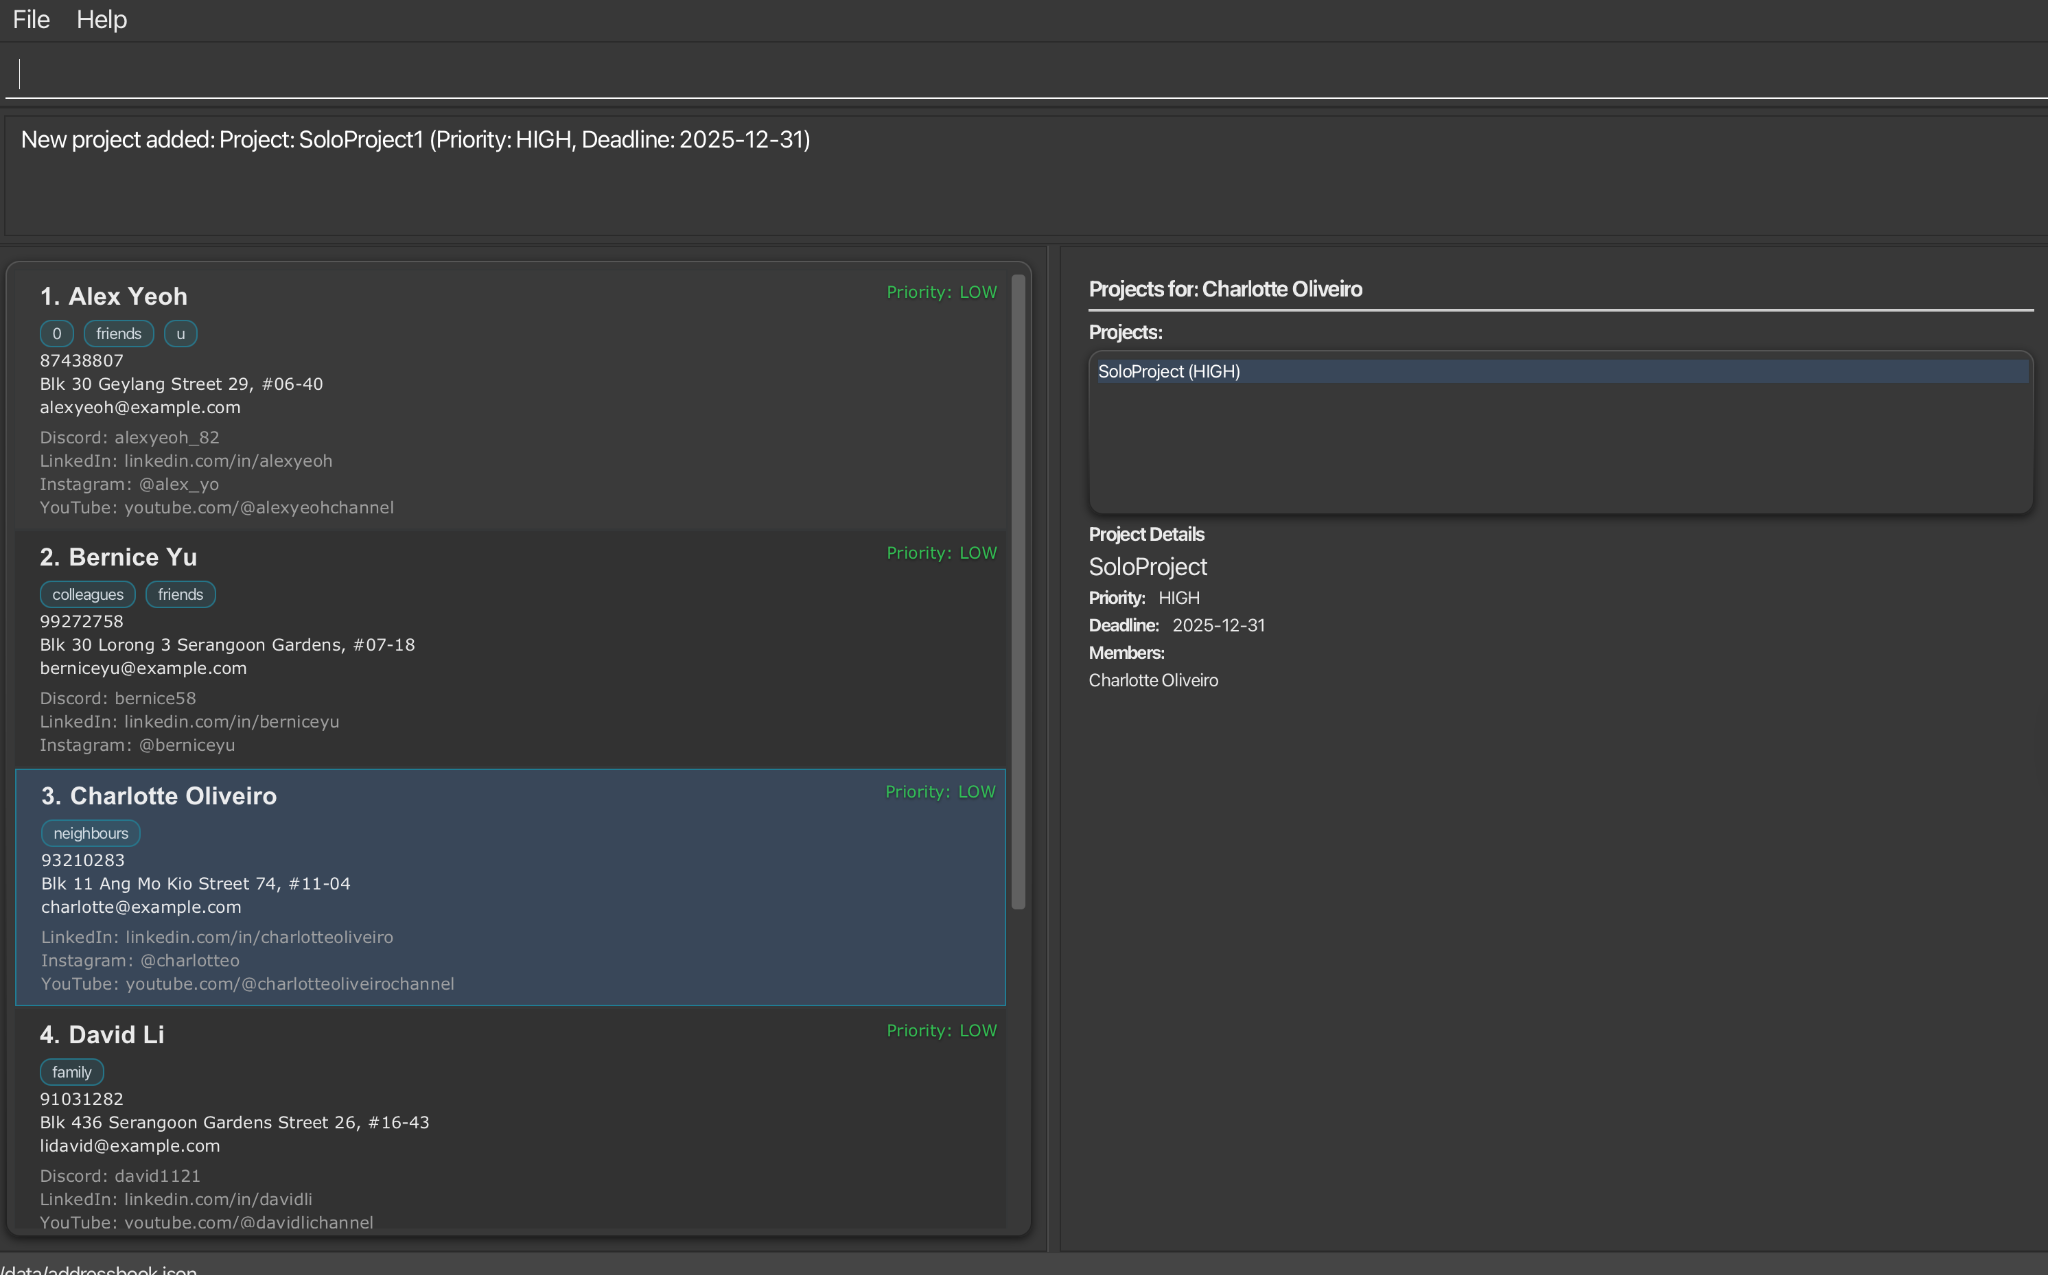 File Help
New project added: Project: SoloProject1 (Priority: HIGH, Deadline: 2025-12-31)
1. Alex Yeoh
Priority: LOW
0 friends u
87438807
Blk 30 Geylang Street 29, #06-40
alexyeoh@example.com
Discord: alexyeoh_82
LinkedIn: linkedin.com/in/alexyeoh
Instagram: @alex_yo
YouTube: youtube.com/@alexyeohchannel
2. Bernice Yu
Priority: LOW
colleagues friends
99272758
Blk 30 Lorong 3 Serangoon Gardens, #07-18
berniceyu@example.com
Discord: bernice58
LinkedIn: linkedin.com/in/berniceyu
Instagram: @berniceyu
3. Charlotte Oliveiro
Priority: LOW
neighbours
93210283
Blk 11 Ang Mo Kio Street 74, #11-04
charlotte@example.com
LinkedIn: linkedin.com/in/charlotteoliveiro
Instagram: @charlotteo
YouTube: youtube.com/@charlotteoliveirochannel
4. David Li
Priority: LOW
family
91031282
Blk 436 Serangoon Gardens Street 26, #16-43
lidavid@example.com
Discord: david1121
LinkedIn: linkedin.com/in/davidli
YouTube: youtube.com/@davidlichannel
Projects for: Charlotte Oliveiro
Projects:
SoloProject (HIGH)
Project Details
SoloProject
Priority: HIGH
Deadline: 2025-12-31
Members:
Charlotte Oliveiro
/data/addressbook.json